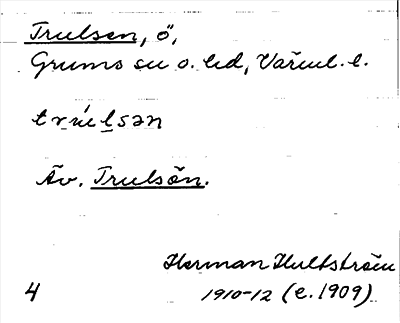 Trulsen, ö,
Grums sn o. hd, Värml. l.
trúlsən
Äv. Trulsön.
Herman Hultström
4 1910-12 (e. 1909)